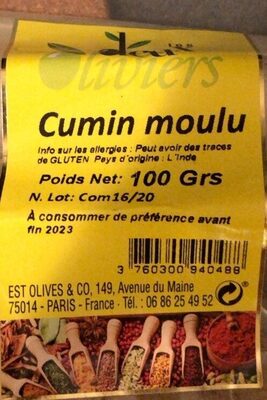 les
deux
Oliviers
Cumin moulu
Info sur les allergies : Peut avoir des traces
de GLUTEN Pays d'origine : L'Inde
Poids Net: 100 Grs
N. Lot: Com16/20
À consommer de préférence avant
fin 2023
3 760300 940488
EST OLIVES & CO, 149, Avenue du Maine
75014 - PARIS - France - Tél. : 06 86 25 49 52